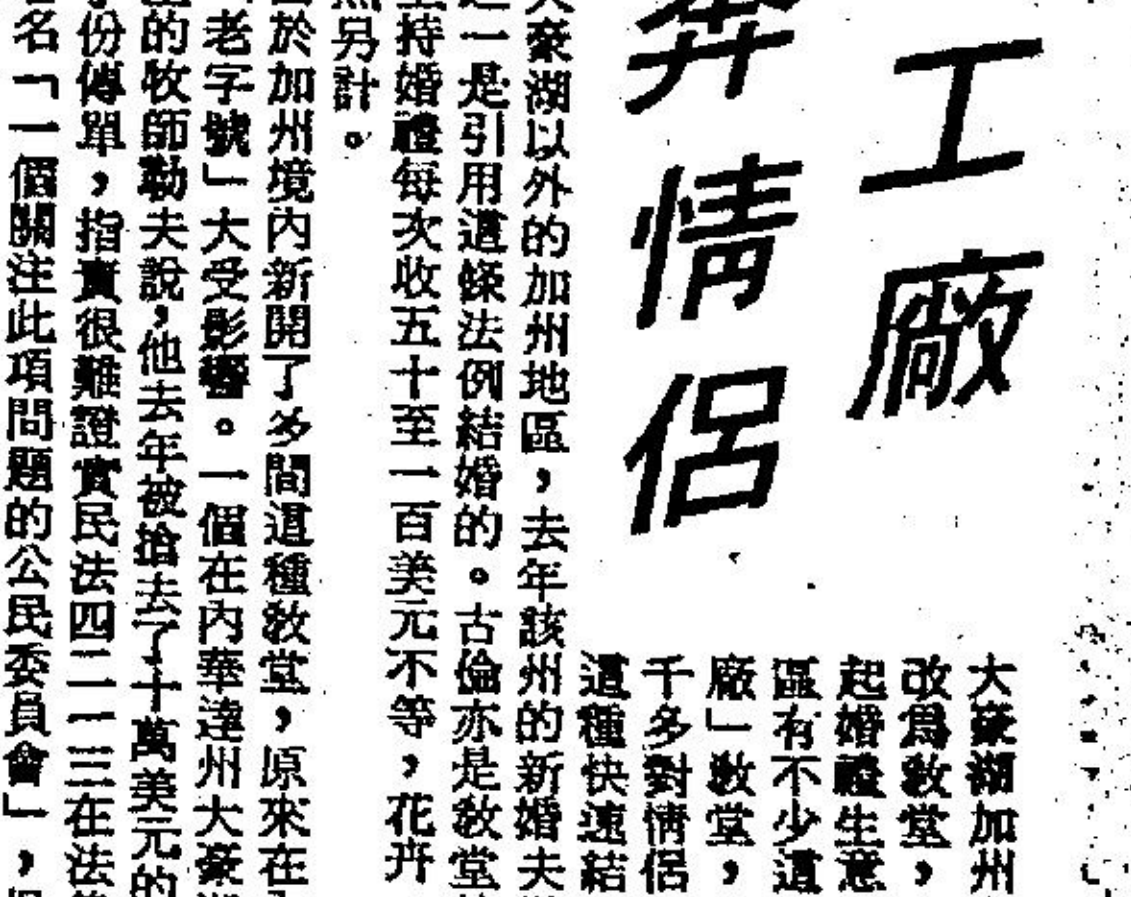 工廠
奔情侶
大豪湖加州
改為教堂，
起婚禮生意
區有不少這
廠」教堂，
千多對情侶
這種快速結
大豪湖以外的加州地區，去年該州的新婚夫
一是引用這條法例結婚的。古倫亦是教堂
持婚禮每次收五十至一百美元不等，花卉
另計。
於加州境內新開了多間這種教堂，原來在
老字號」大受影響。一個在內華達州大豪湖
的牧師勒夫說，他去年被搶去了十萬美元的
份傳單，指責很難證實民法四二一三在法
名「一個關注此項問題的公民委員會」，